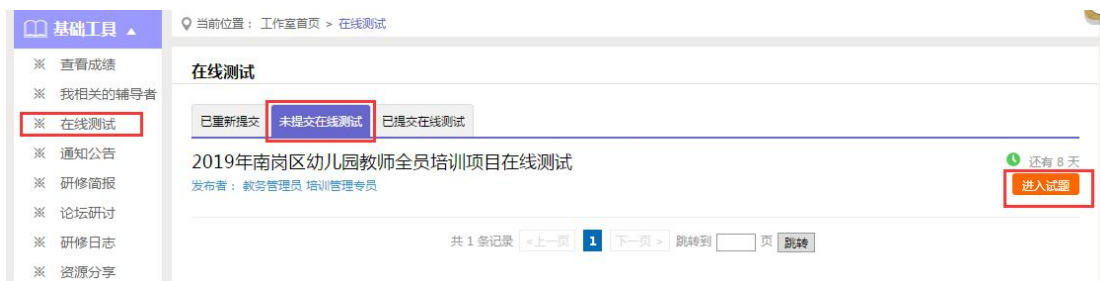 基础工具 ▲
当前位置： 工作室首页 > 在线测试
※ 查看成绩
※ 我相关的辅导者
※ 在线测试
※ 通知公告
※ 研修简报
※ 论坛研讨
※ 研修日志
※ 资源分享
在线测试
已重新提交 未提交在线测试 已提交在线测试
2019年南岗区幼儿园教师全员培训项目在线测试
还有 8 天
发布者： 教务管理员 培训管理专员
进入试题
共 1 条记录 <上一页 1 下一页 > 跳转到 页 跳转